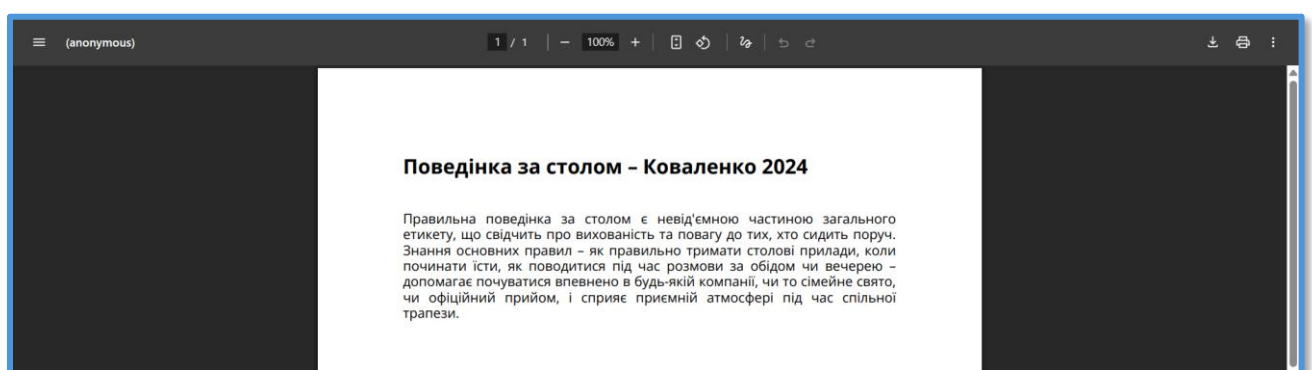 (anonymous)
1 / 1
100%
Поведінка за столом – Коваленко 2024
Правильна поведінка за столом є невід'ємною частиною загального
етикету, що свідчить про вихованість та повагу до тих, хто сидить поруч.
Знання основних правил – як правильно тримати столові прилади, коли
починати їсти, як поводитися під час розмови за обідом чи вечерею –
допомагає почуватися впевнено в будь-якій компанії, чи то сімейне свято,
чи офіційний прийом, і сприяє приємній атмосфері під час спільної
трапези.